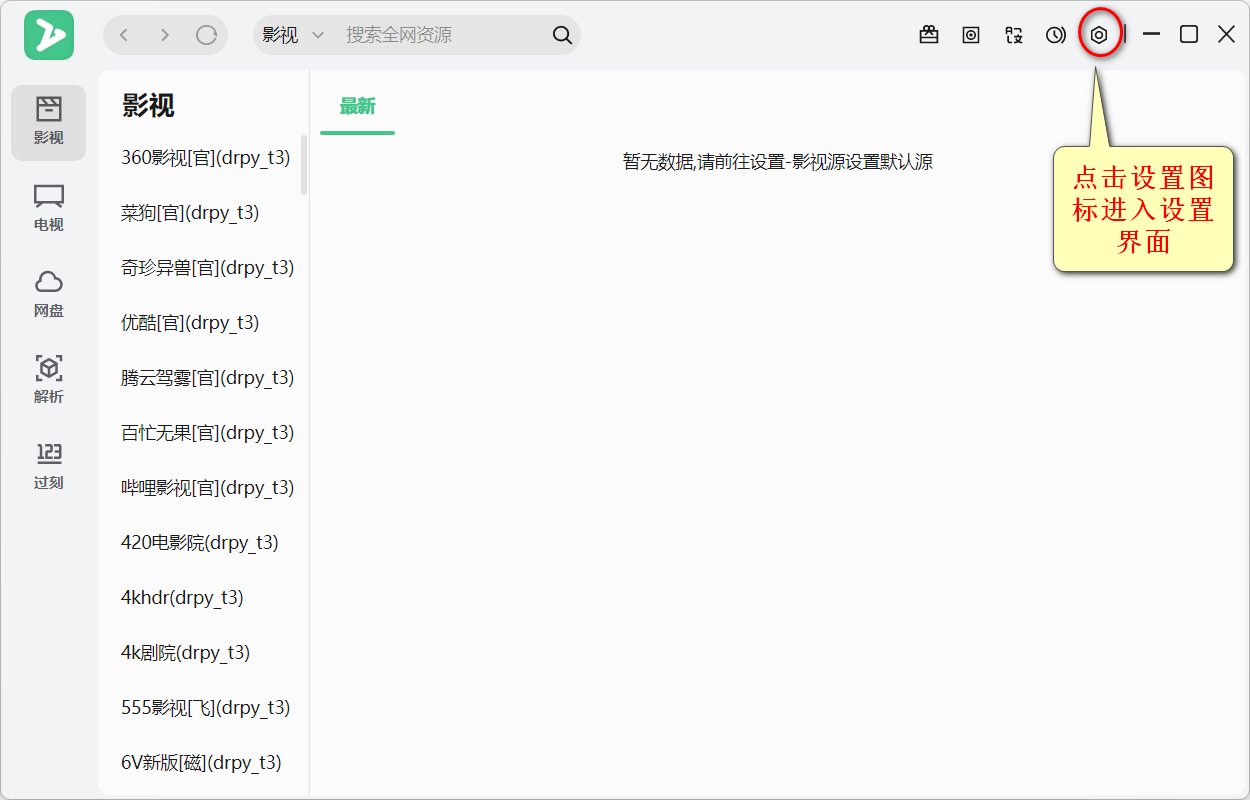 影视
搜索全网资源
影视
电视
网盘
解析
123
过刻
影视
360影视[官](drpy_t3)
菜狗[官](drpy_t3)
奇珍异兽[官](drpy_t3)
优酷[官](drpy_t3)
腾云驾雾[官](drpy_t3)
百忙无果[官](drpy_t3)
哔哩影视[官](drpy_t3)
420电影院(drpy_t3)
4khdr(drpy_t3)
4k剧院(drpy_t3)
555影视[飞](drpy_t3)
6V新版[磁](drpy_t3)
最新
暂无数据,请前往设置-影视源设置默认源
点击设置图
标进入设置
界面